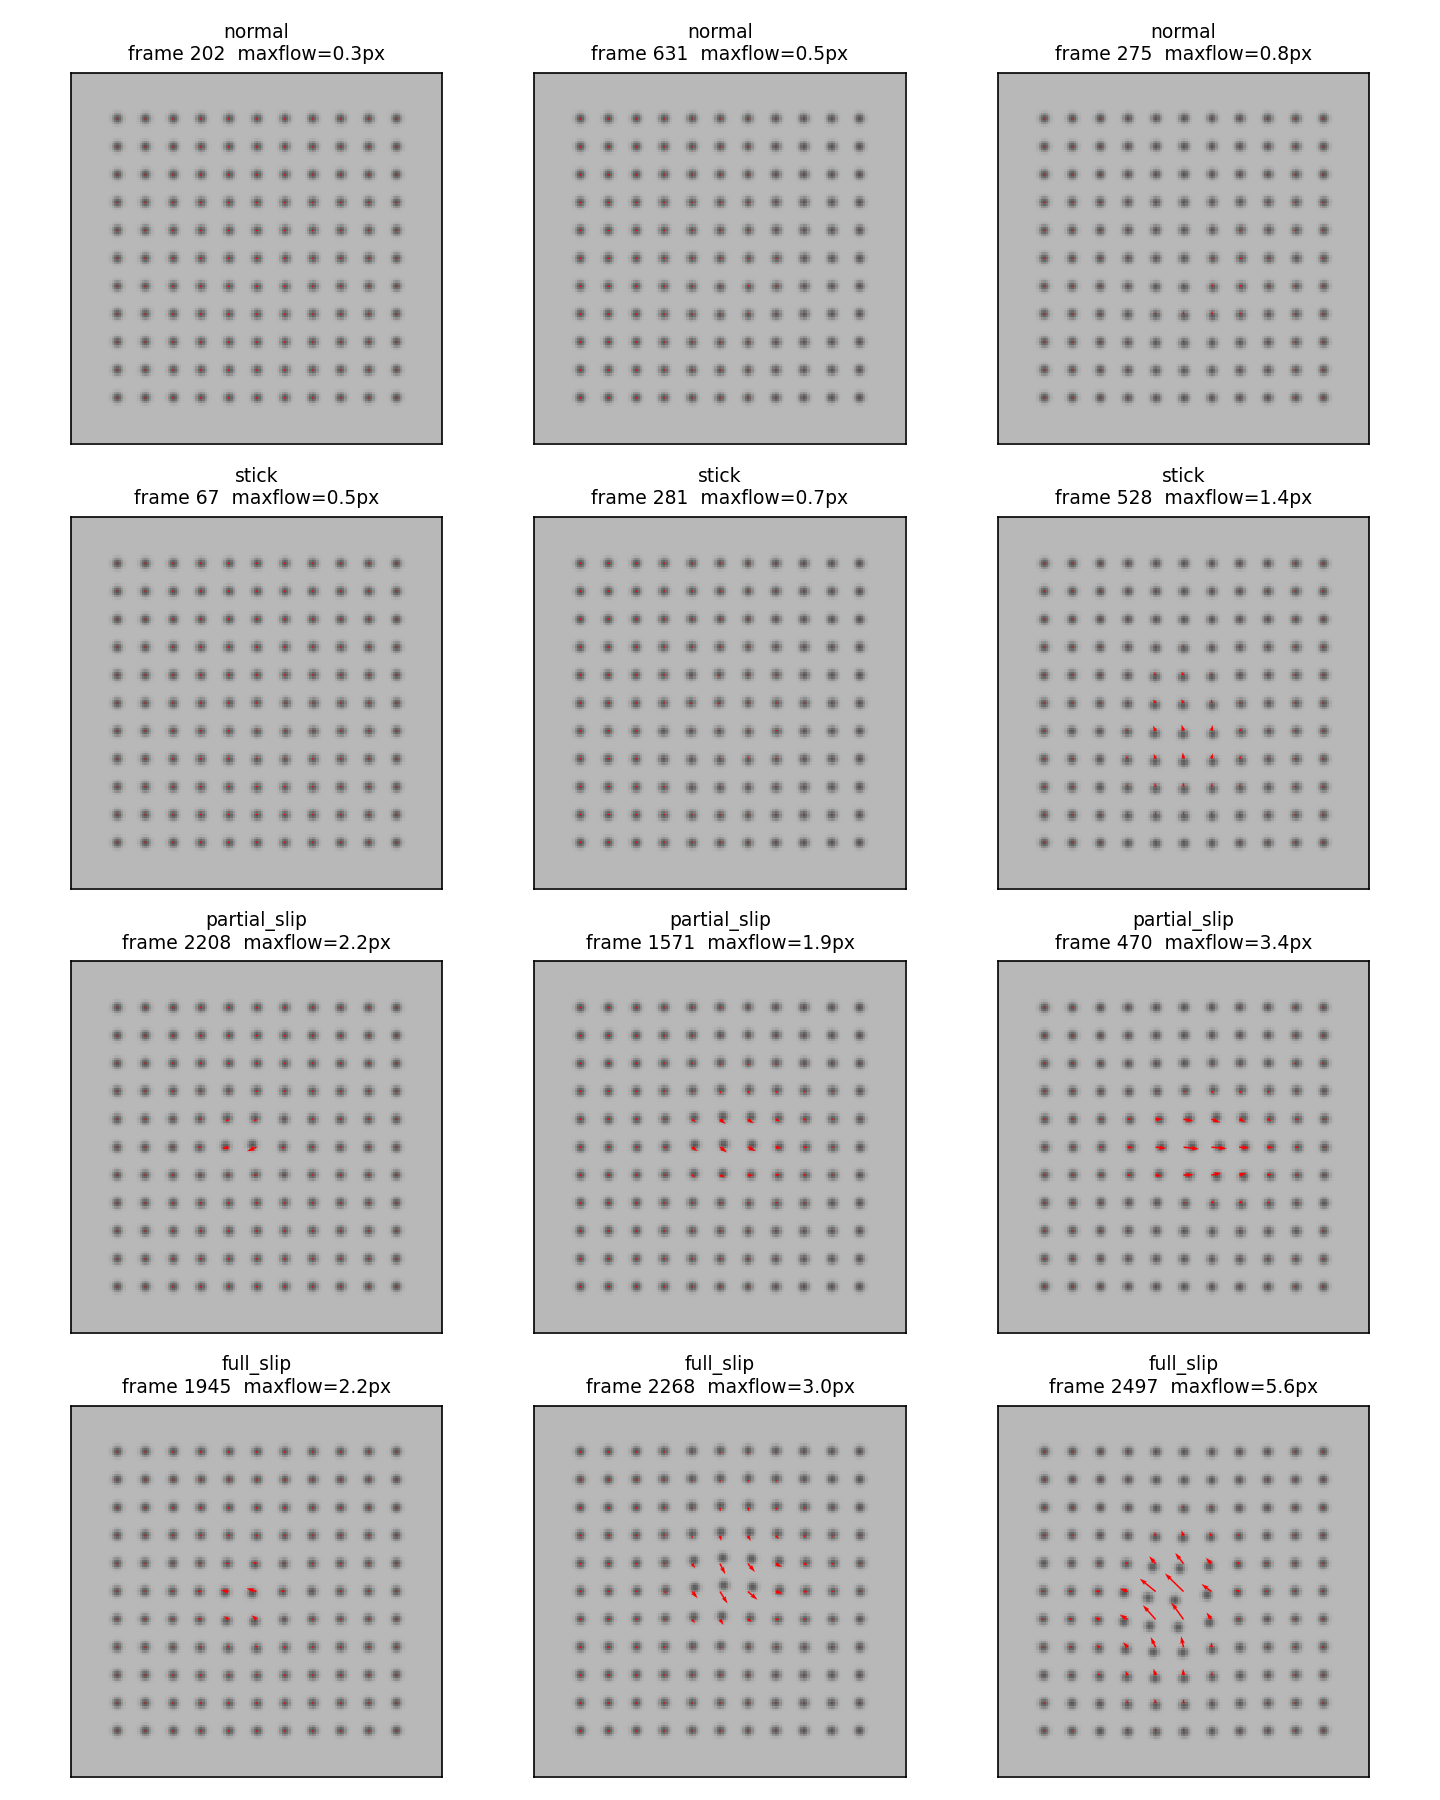 normal
frame 202  maxflow=0.3px
normal
frame 631  maxflow=0.5px
normal
frame 275  maxflow=0.8px
stick
frame 67  maxflow=0.5px
stick
frame 281  maxflow=0.7px
stick
frame 528  maxflow=1.4px
partial_slip
frame 2208  maxflow=2.2px
partial_slip
frame 1571  maxflow=1.9px
partial_slip
frame 470  maxflow=3.4px
full_slip
frame 1945  maxflow=2.2px
full_slip
frame 2268  maxflow=3.0px
full_slip
frame 2497  maxflow=5.6px